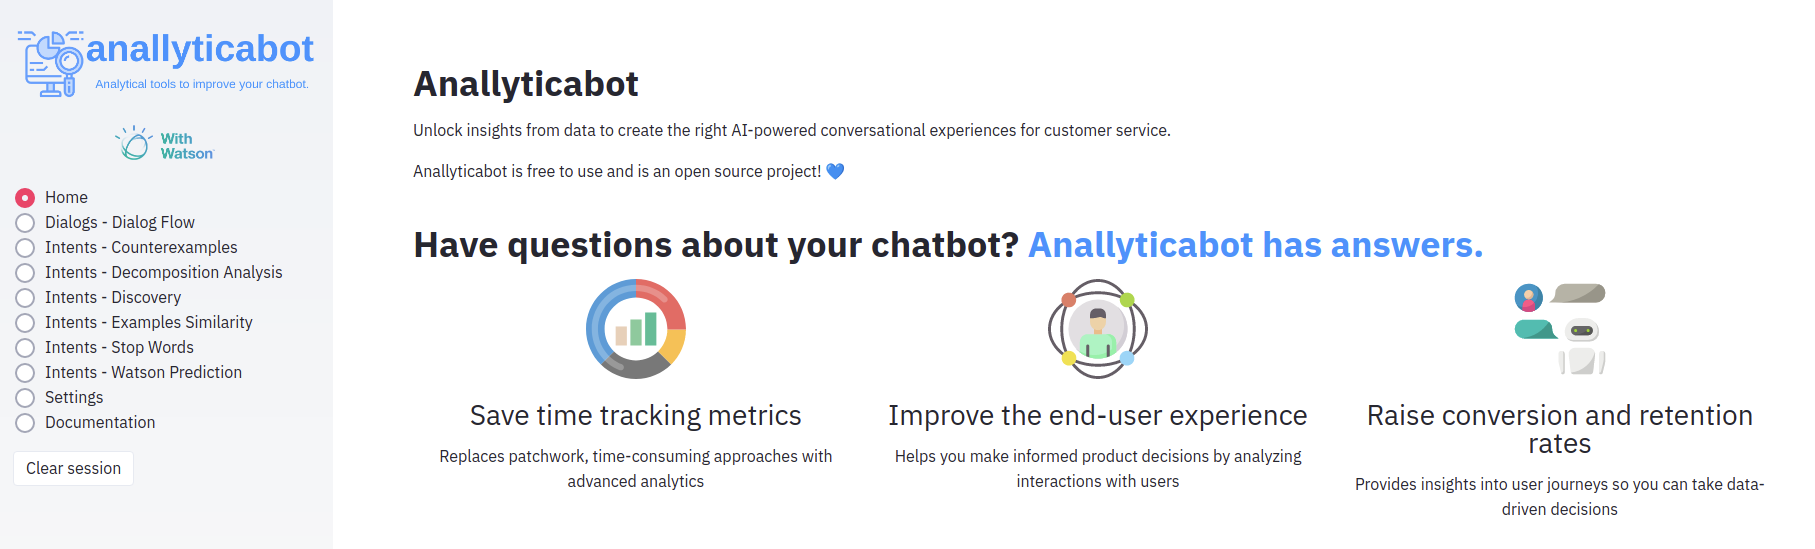 anallyticabot
Analytical tools to improve your chatbot.
With
Watson™
Home
Dialogs - Dialog Flow
Intents - Counterexamples
Intents - Decomposition Analysis
Intents - Discovery
Intents - Examples Similarity
Intents - Stop Words
Intents - Watson Prediction
Settings
Documentation
Clear session
Anallyticabot
Unlock insights from data to create the right AI-powered conversational experiences for customer service.
Anallyticabot is free to use and is an open source project! 💙
Have questions about your chatbot? Anallyticabot has answers.
Save time tracking metrics
Replaces patchwork, time-consuming approaches with
advanced analytics
Improve the end-user experience
Helps you make informed product decisions by analyzing
interactions with users
Raise conversion and retention
rates
Provides insights into user journeys so you can take data-
driven decisions